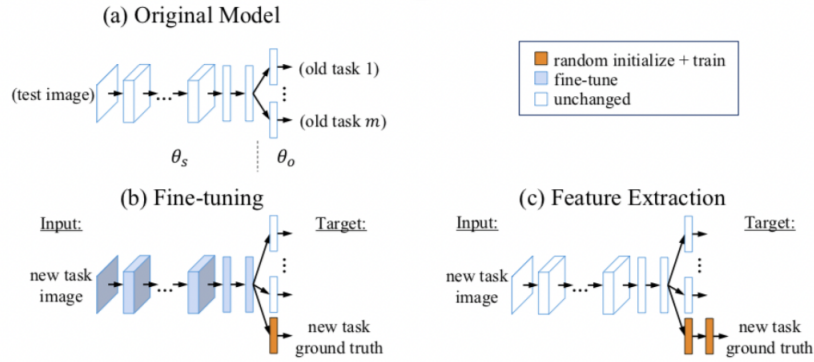 (a) Original Model
(test image)
...
(old task 1)
(old task m)
θs
θo
random initialize + train
fine-tune
unchanged
(b) Fine-tuning
Input:
Target:
new task
image
...
new task
ground truth
(c) Feature Extraction
Input:
Target:
new task
image
...
new task
ground truth